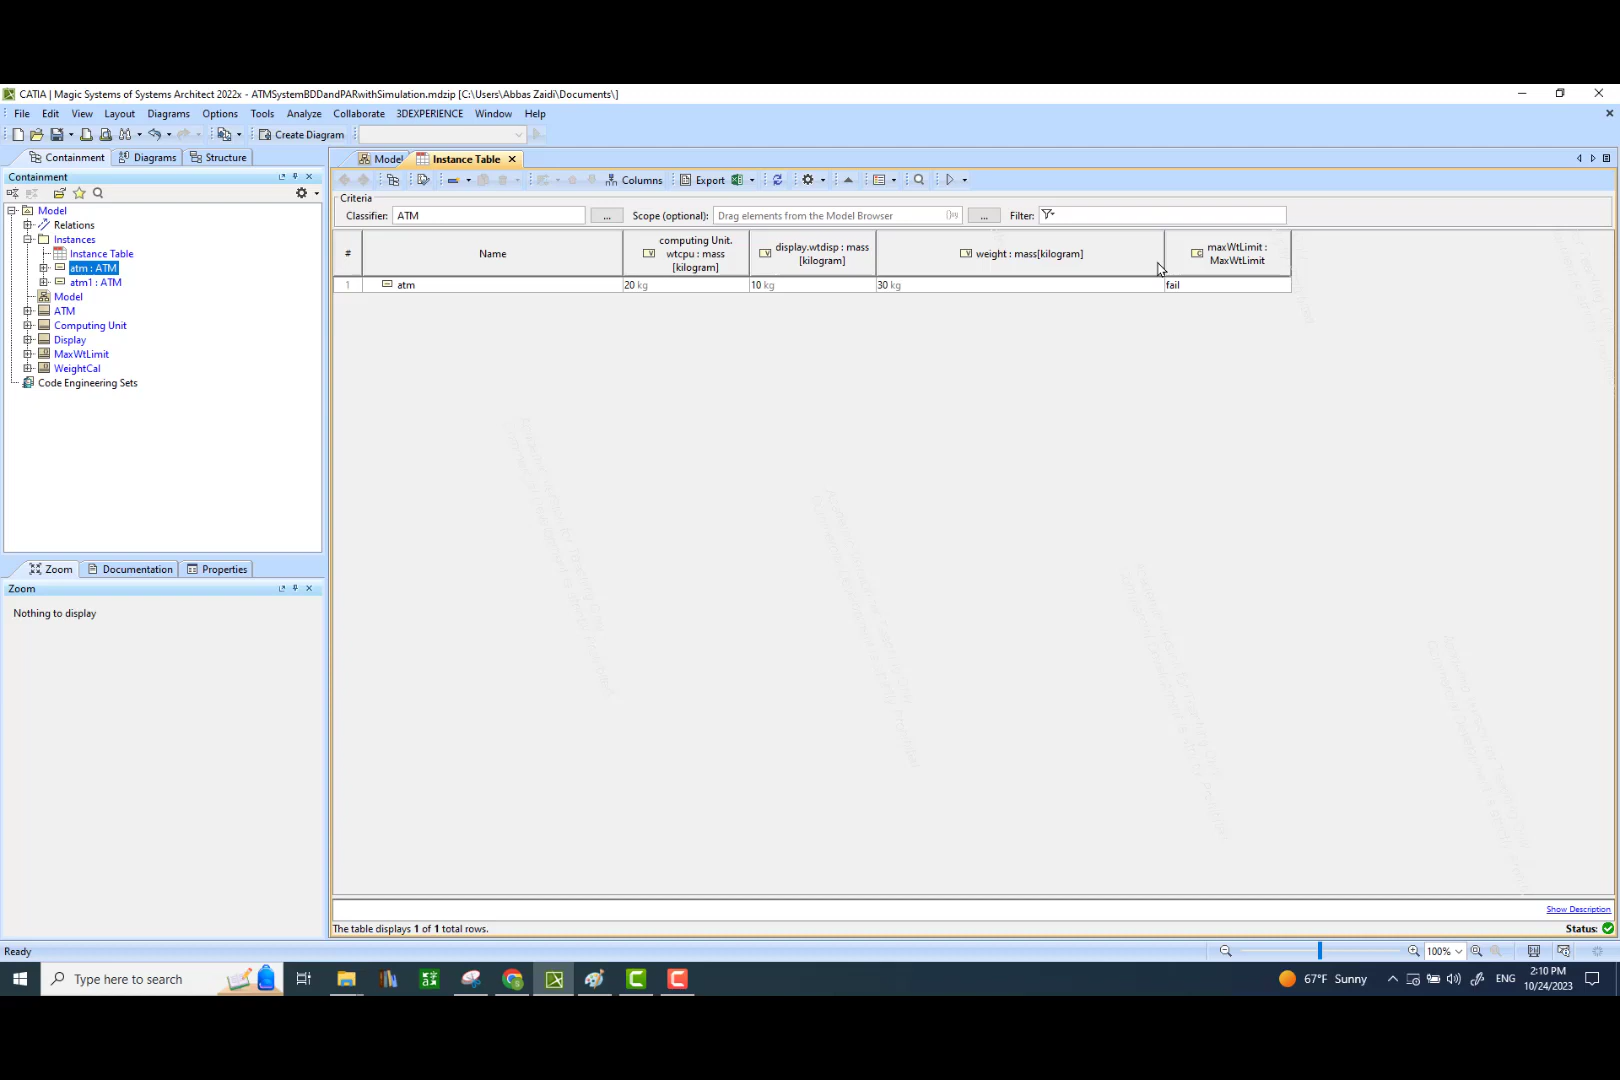 CATIA | Magic Systems of Systems Architect 2022x - ATMSystemBDDandPARwithSimulation.mdzip [C:\Users\Abbas Zaidi\Documents\]
File Edit View Layout Diagrams Options Tools Analyze Collaborate 3DEXPERIENCE Window Help
Create Diagram
Containment Diagrams Structure
Model Instance Table
Containment
Columns Export
Criteria
Classifier: ATM ... Scope (optional): Drag elements from the Model Browser ... Filter:
Model
Relations
Instances
Instance Table
atm : ATM
atm1 : ATM
Model
ATM
Computing Unit
Display
MaxWtLimit
WeightCal
Code Engineering Sets
# Name
computing Unit.
wtcpu : mass
[kilogram]
display.wtdisp : mass
[kilogram]
weight : mass[kilogram]
maxWtLimit :
MaxWtLimit
1 atm 20 kg 10 kg 30 kg fail
Zoom Documentation Properties
Zoom
Nothing to display
Show Description
The table displays 1 of 1 total rows.
Status:
Ready
100%
Type here to search
67°F Sunny
ENG
2:10 PM
10/24/2023